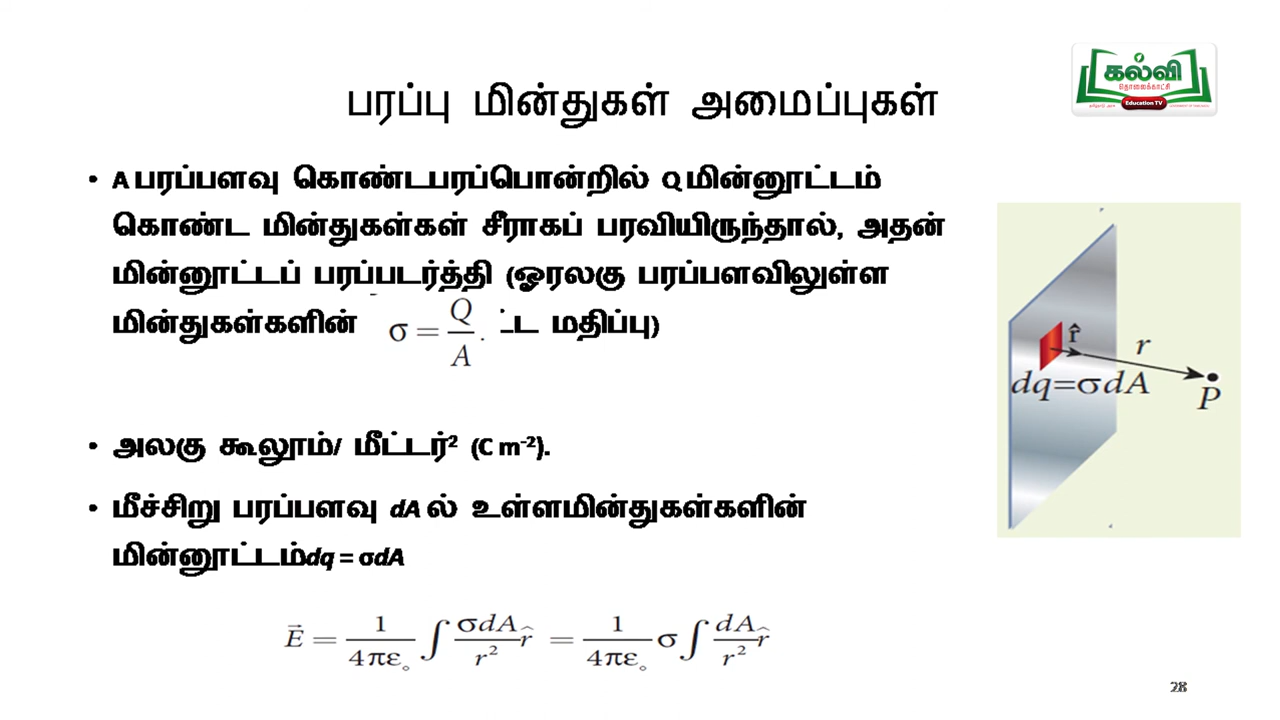 பரப்பு மின்துகள் அமைப்புகள்
கல்வி
தொலைக்காட்சி
Education TV
• A பரப்பளவு கொண்டபரப்பொன்றில் Q மின்னூட்டம்
கொண்ட மின்துகள்கள் சீராகப் பரவியிருந்தால், அதன்
மின்னூட்டப் பரப்படர்த்தி (ஓரலகு பரப்பளவிலுள்ள
மின்துகள்களின் σ = Q/A. ட்ட மதிப்பு)
• அலகு கூலூம்/ மீட்டர்² (C m⁻²).
• மீச்சிறு பரப்பளவு dA ல் உள்ளமின்துகள்களின்
மின்னூட்டம்dq = σdA
E⃗ = 1/4πε₀ ∫ σdA/r² r̂ = 1/4πε₀ σ ∫ dA/r² r̂
r̂
r
dq=σdA
P
28